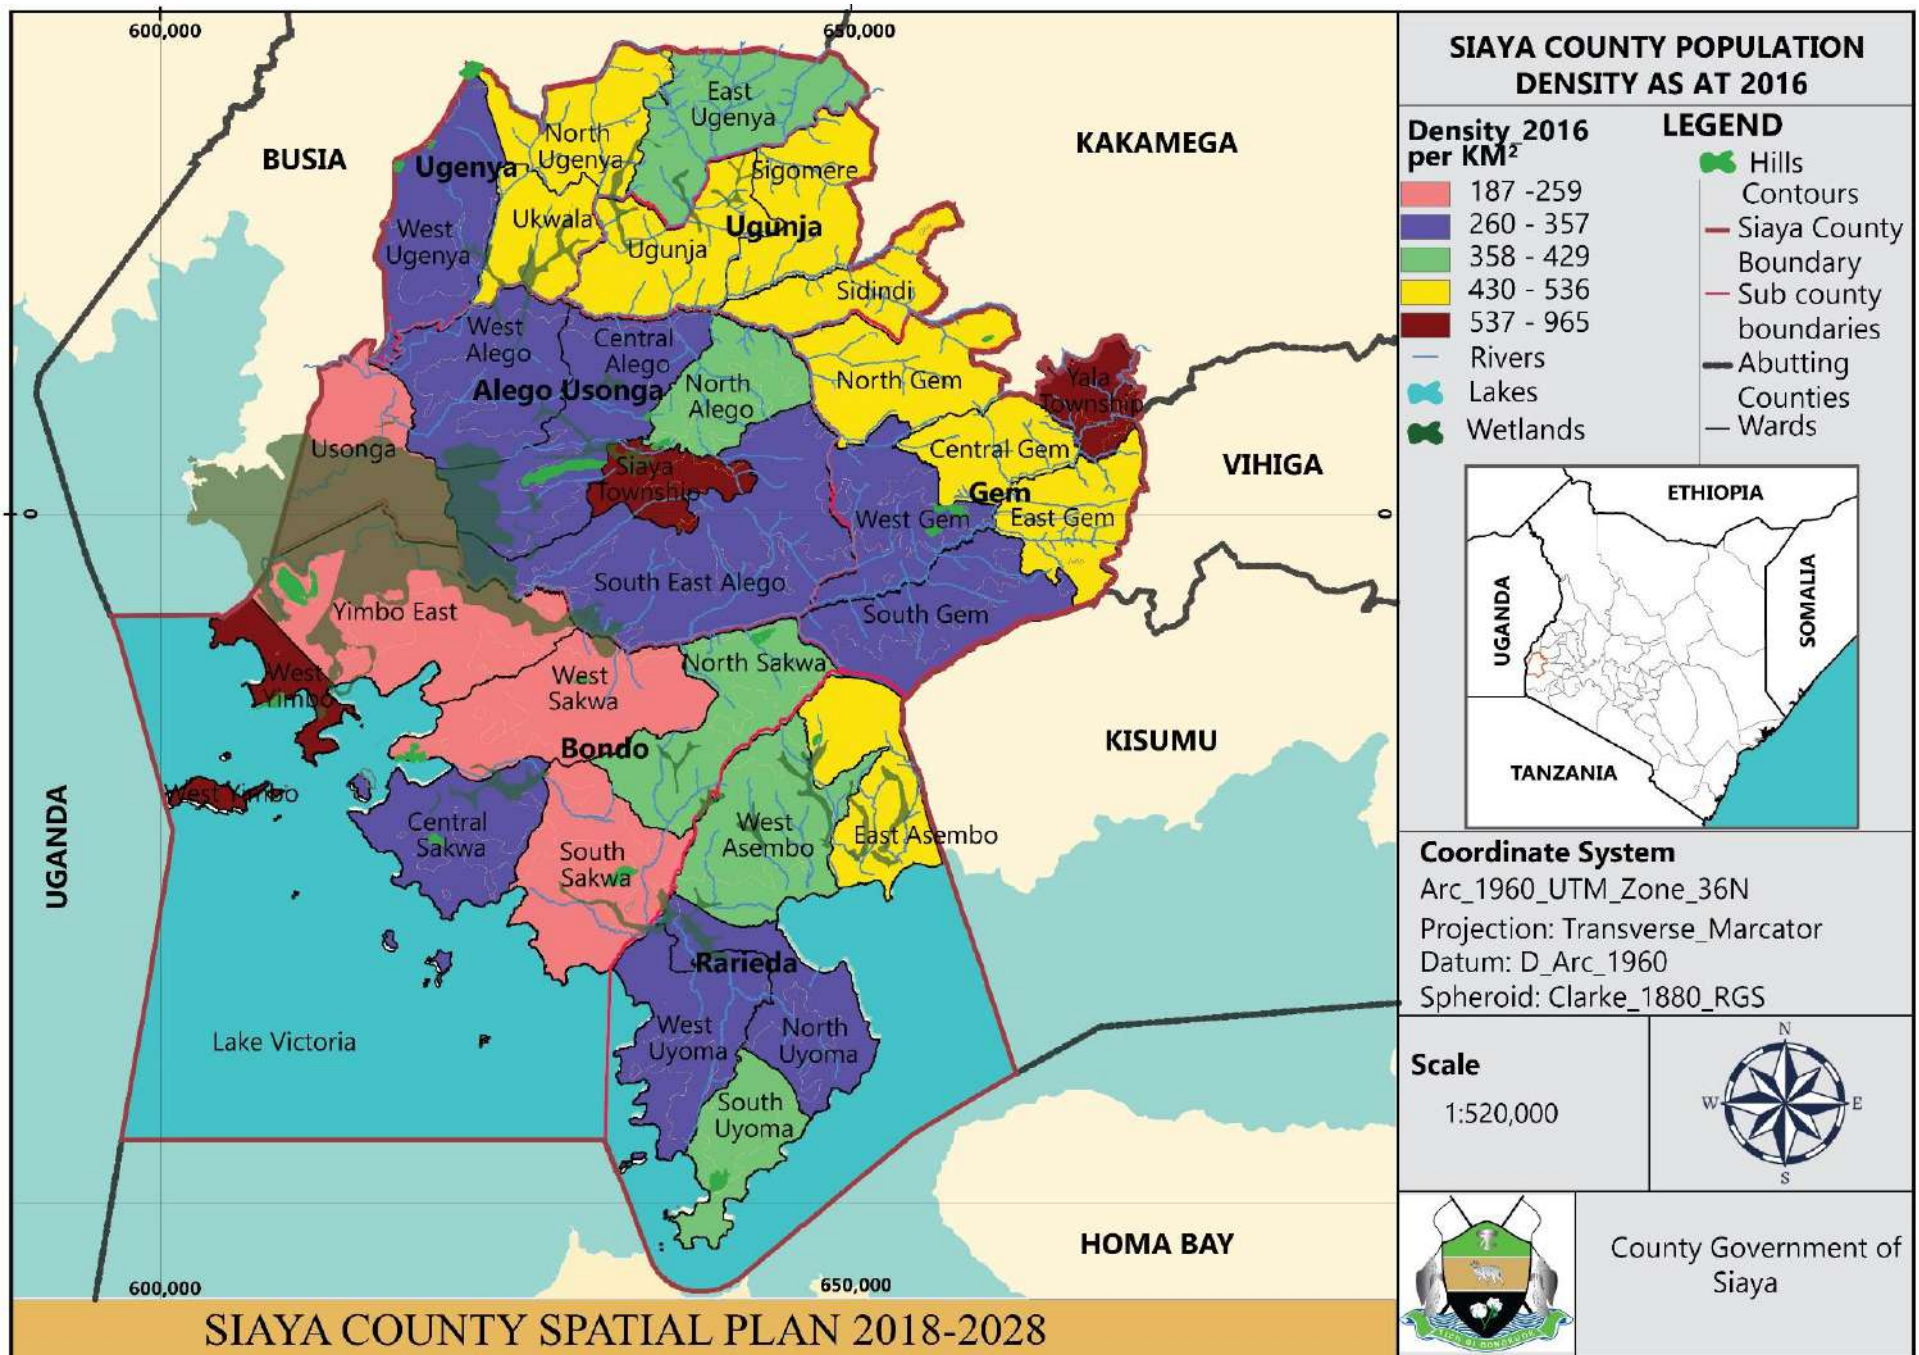 600,000
650,000
BUSIA
KAKAMEGA
East
Ugenya
North
Ugenya
Ugenya
Sigomere
Ukwala
West
Ugenya
Ugunja
Ugunja
Sidindi
West
Alego
Central
Alego
North
Alego
North Gem
Yala
Township
Alego Usonga
Usonga
Central Gem
VIHIGA
Siaya
Township
Gem
West Gem
East Gem
0
0
South East Alego
South Gem
Yimbo East
West
Yimbo
West
Sakwa
North Sakwa
Bondo
KISUMU
West Yimbo
UGANDA
Central
Sakwa
South
Sakwa
West
Asembo
East Asembo
Rarieda
Lake Victoria
West
Uyoma
North
Uyoma
South
Uyoma
HOMA BAY
600,000
650,000
SIAYA COUNTY SPATIAL PLAN 2018-2028
SIAYA COUNTY POPULATION
DENSITY AS AT 2016
LEGEND
Density_2016
per KM²
187 -259
260 - 357
358 - 429
430 - 536
537 - 965
Rivers
Lakes
Wetlands
Hills
Contours
Siaya County
Boundary
Sub county
boundaries
Abutting
Counties
Wards
ETHIOPIA
UGANDA
SOMALIA
TANZANIA
Coordinate System
Arc_1960_UTM_Zone_36N
Projection: Transverse_Marcator
Datum: D_Arc_1960
Spheroid: Clarke_1880_RGS
Scale
1:520,000
N
W
E
S
County Government of
Siaya